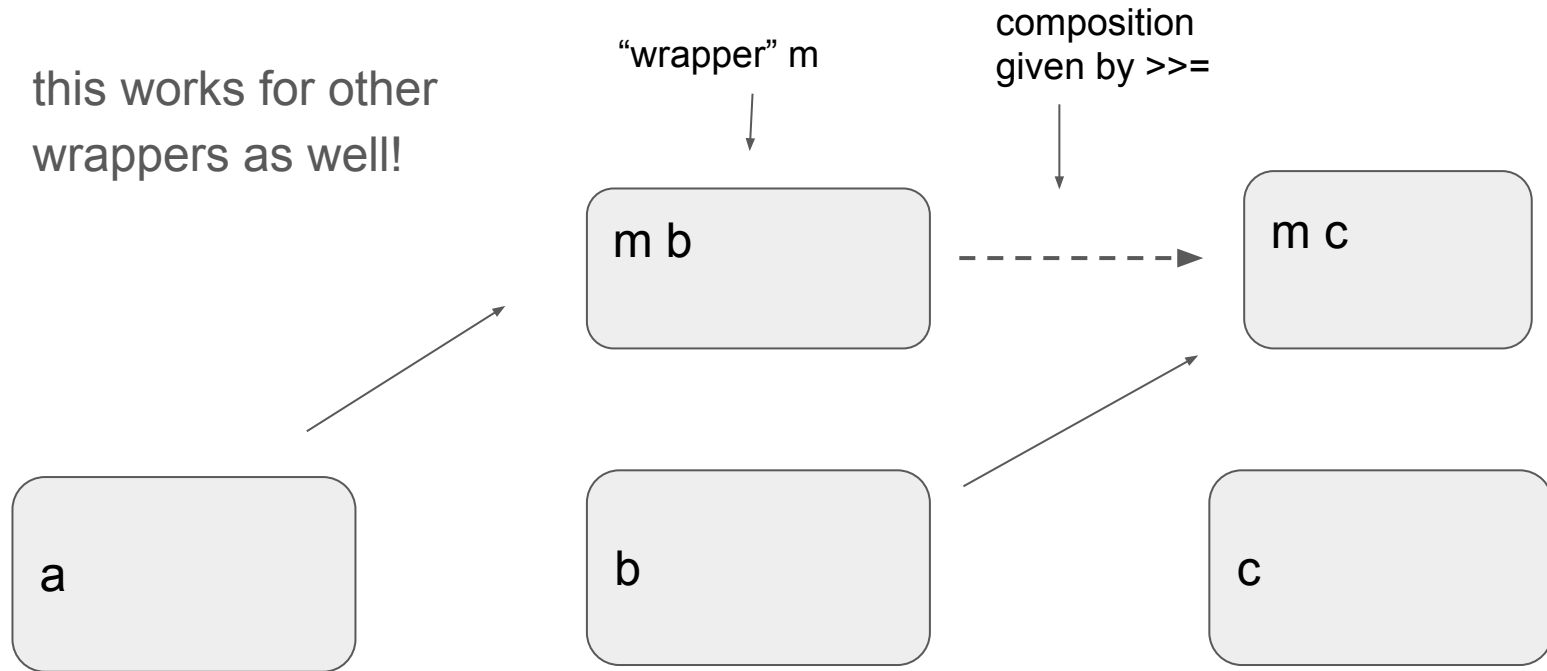 this works for other
wrappers as well!
“wrapper” m
composition
given by >>=
m b
m c
a
b
c